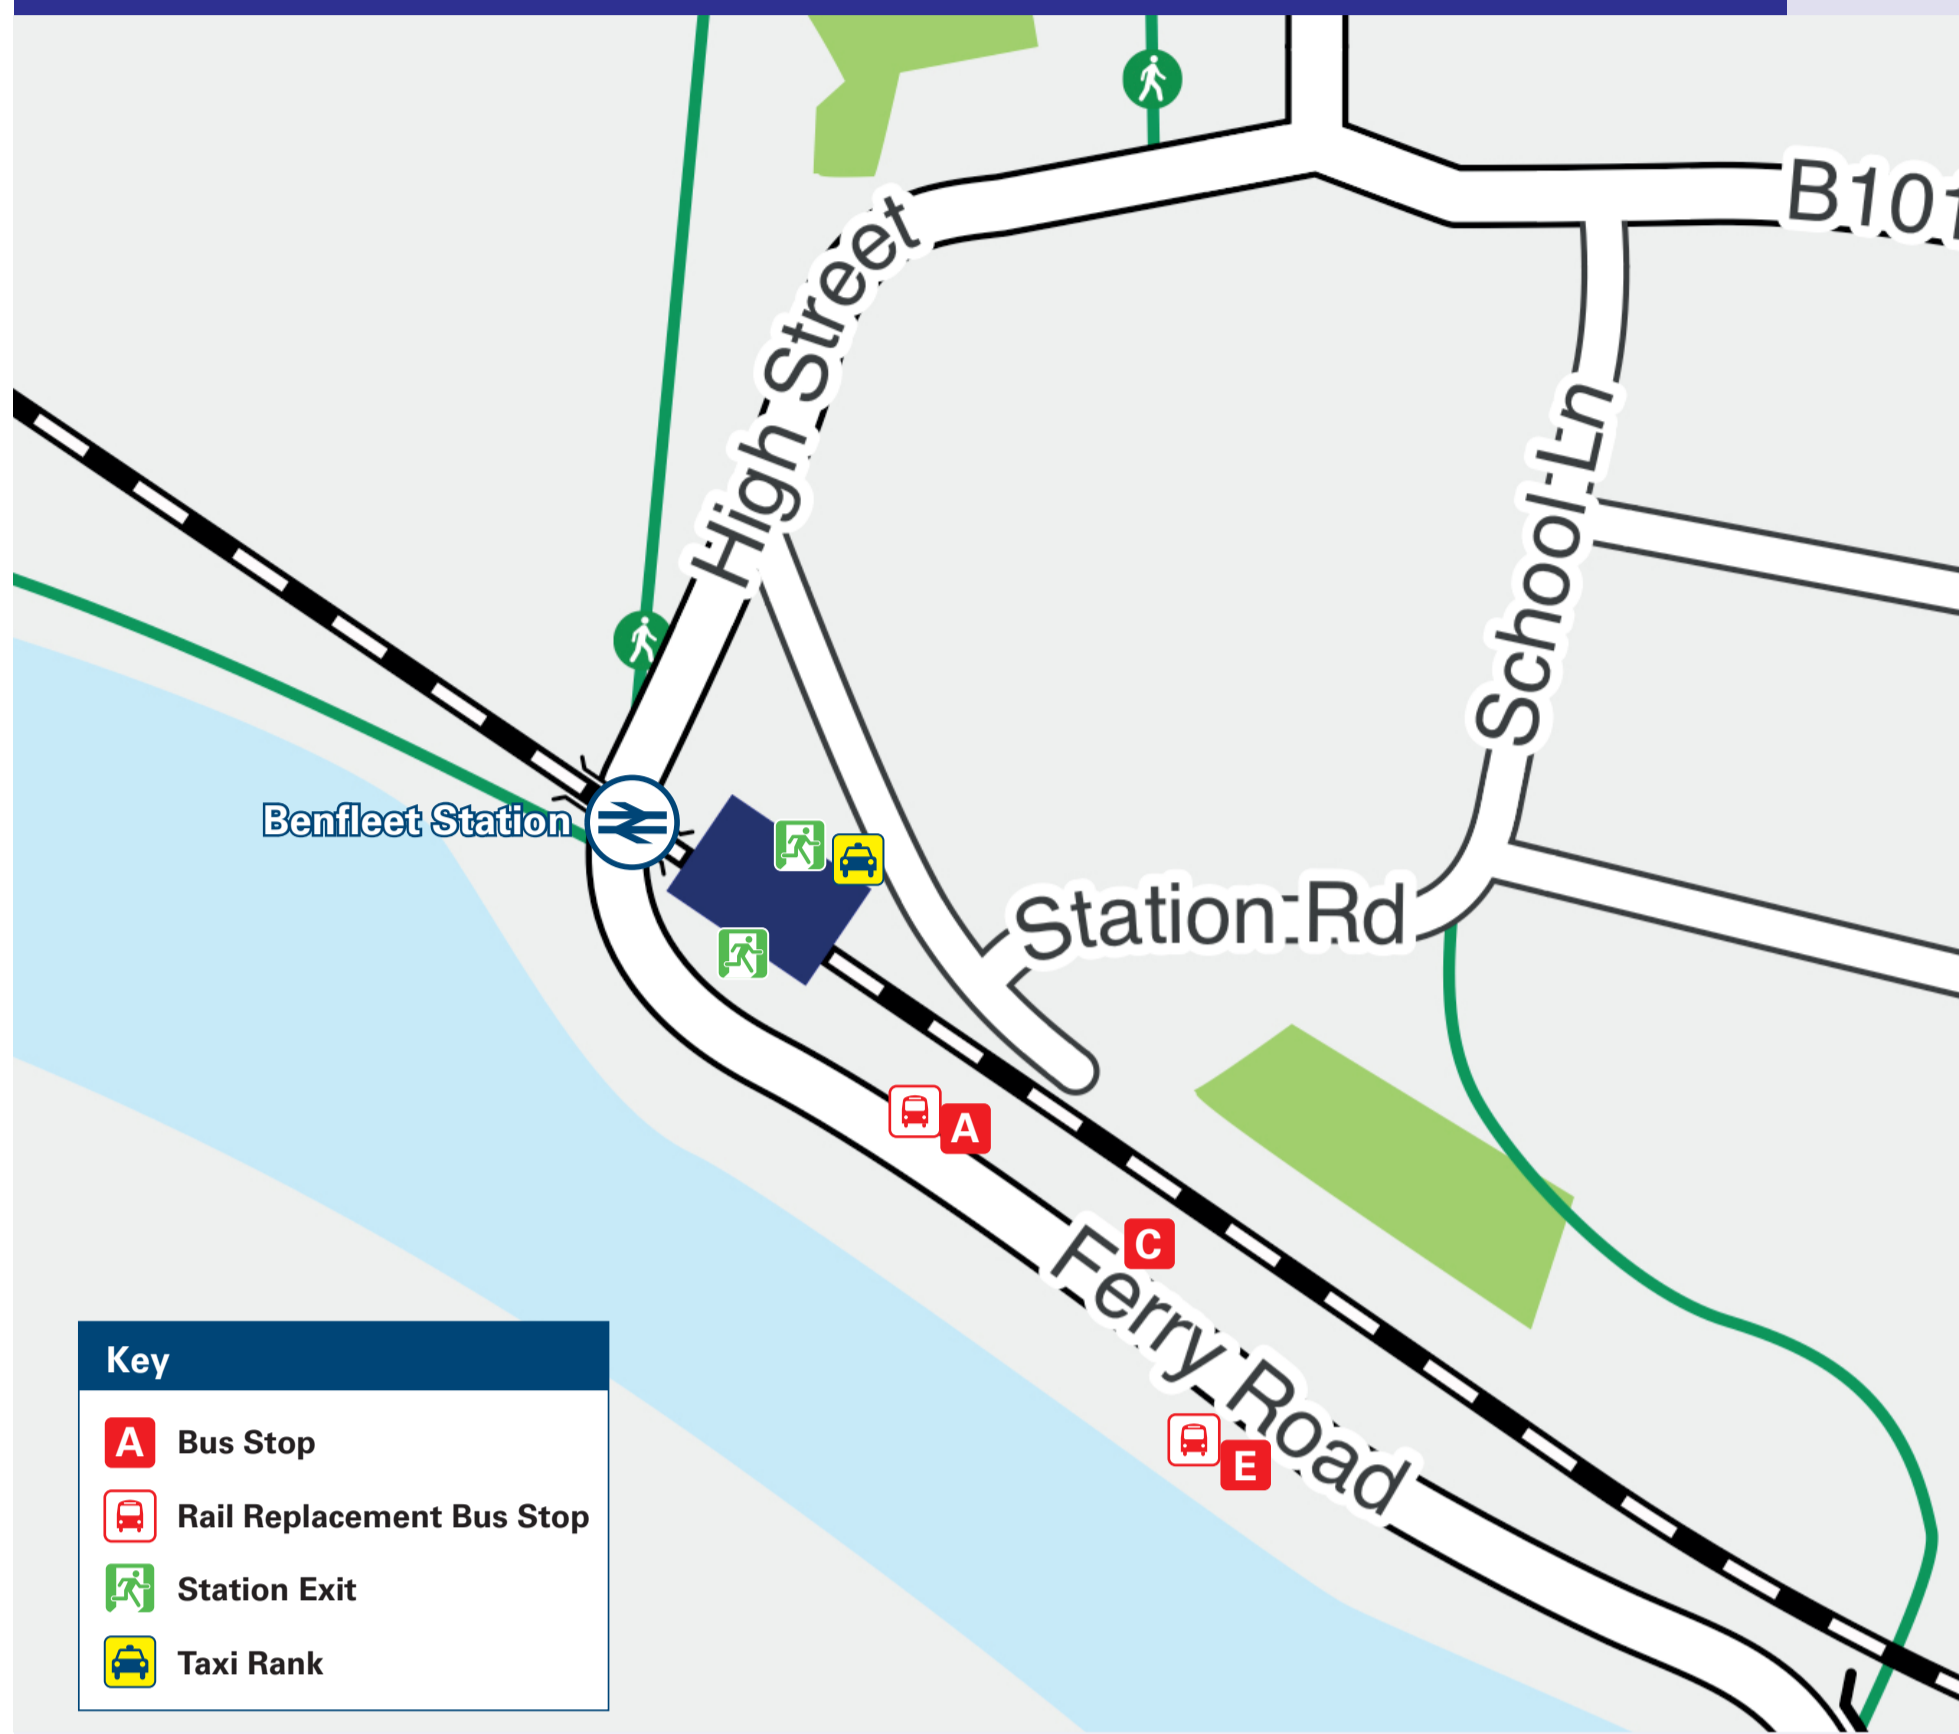 B101
High Street
School Ln
Benfleet Station
Station Rd
A
C
Ferry Road
E
Key
A Bus Stop
Rail Replacement Bus Stop
Station Exit
Taxi Rank